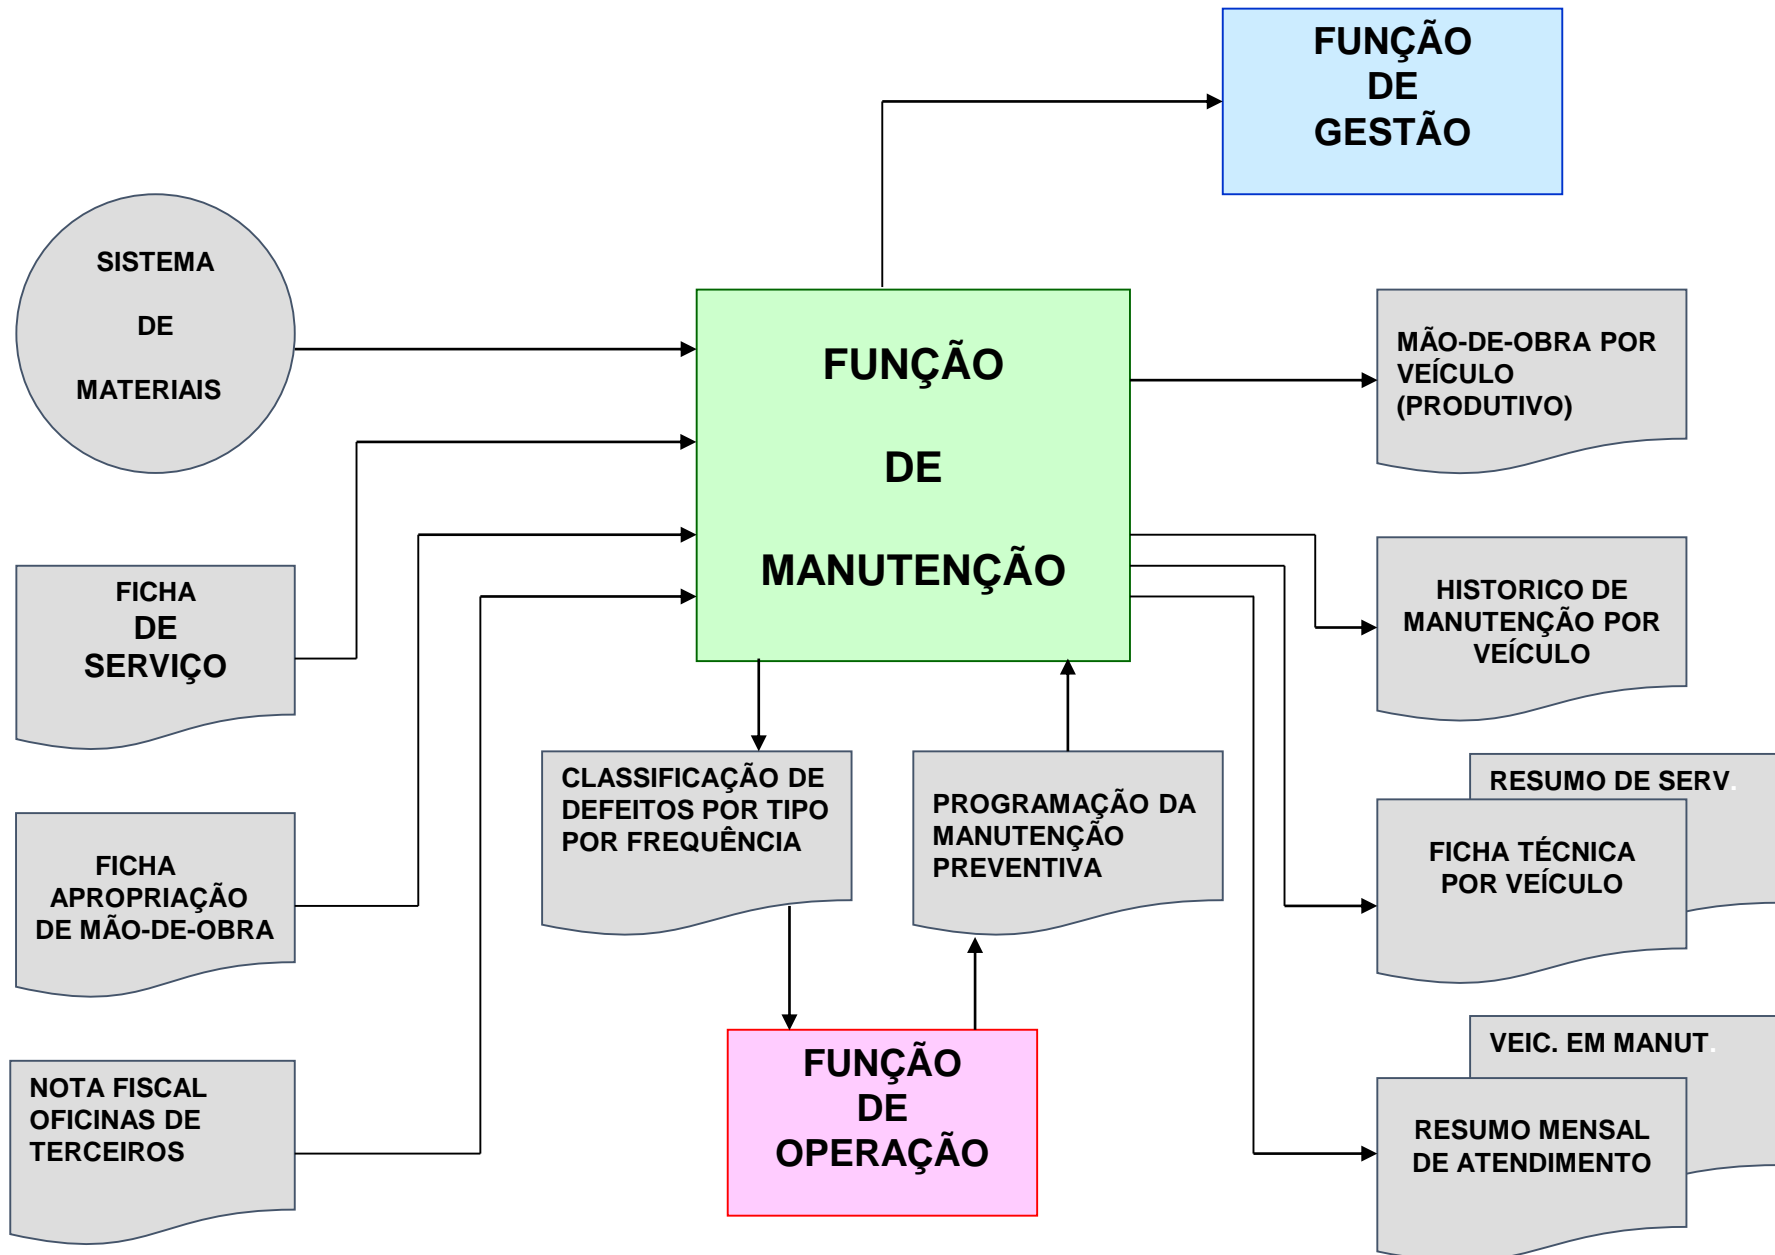 FUNÇÃO
DE
GESTÃO
SISTEMA
DE
MATERIAIS
FUNÇÃO
DE
MANUTENÇÃO
MÃO-DE-OBRA POR
VEÍCULO
(PRODUTIVO)
FICHA
DE
SERVIÇO
HISTORICO DE
MANUTENÇÃO POR
VEÍCULO
CLASSIFICAÇÃO DE
DEFEITOS POR TIPO
POR FREQUÊNCIA
PROGRAMAÇÃO DA
MANUTENÇÃO
PREVENTIVA
RESUMO DE SERV.
FICHA TÉCNICA
POR VEÍCULO
FICHA
APROPRIAÇÃO
DE MÃO-DE-OBRA
FUNÇÃO
DE
OPERAÇÃO
VEIC. EM MANUT.
RESUMO MENSAL
DE ATENDIMENTO
NOTA FISCAL
OFICINAS DE
TERCEIROS